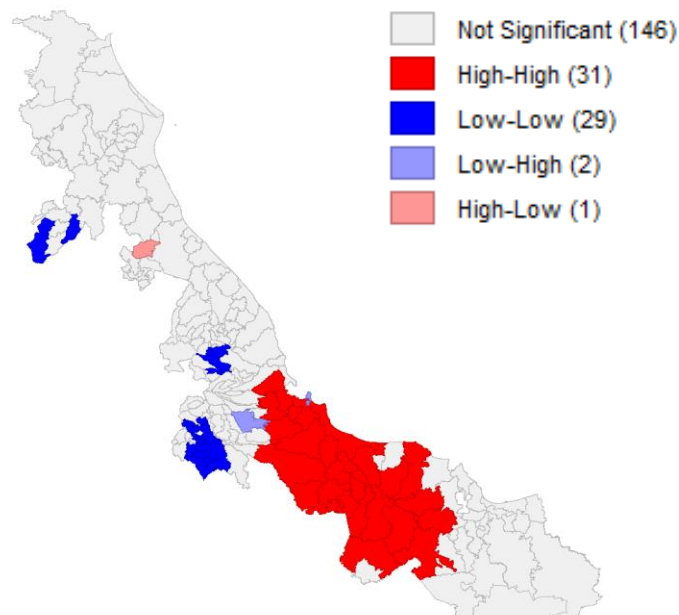 Not Significant (146)
High-High (31)
Low-Low (29)
Low-High (2)
High-Low (1)